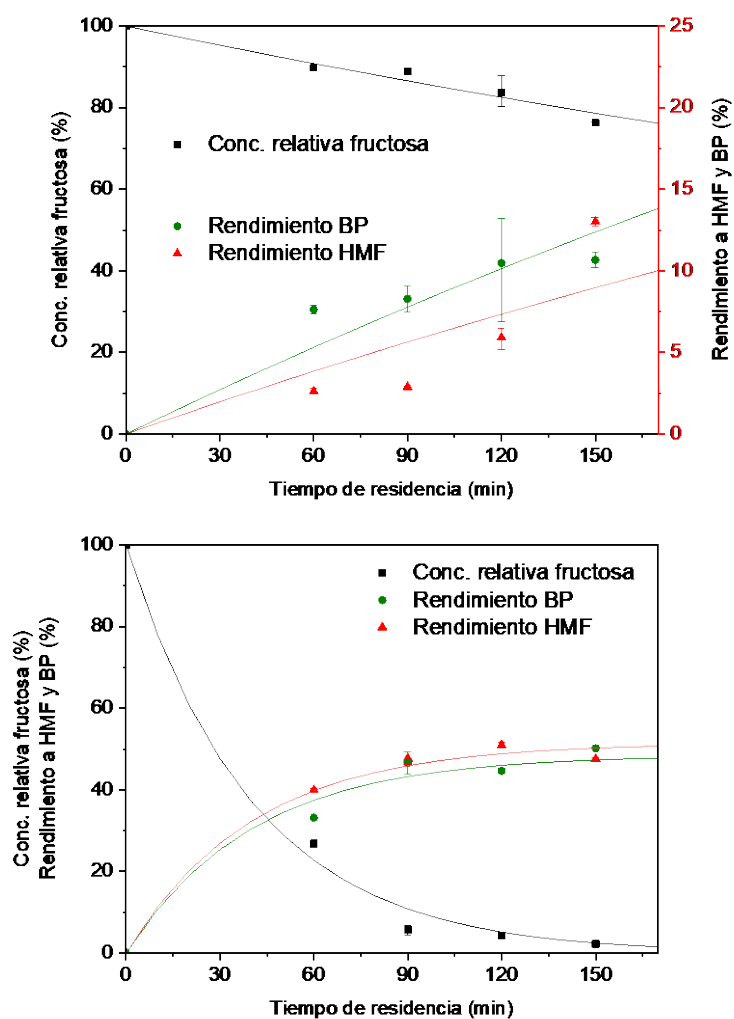 100
80
60
40
20
0
Conc. relativa fructosa (%)
Conc. relativa fructosa
Rendimiento BP
Rendimiento HMF
25
20
15
10
5
0
Rendimiento a HMF y BP (%)
0 30 60 90 120 150
Tiempo de residencia (min)
100
80
60
40
20
0
Conc. relativa fructosa (%)
Rendimiento a HMF y BP (%)
Conc. relativa fructosa
Rendimiento BP
Rendimiento HMF
0 30 60 90 120 150
Tiempo de residencia (min)